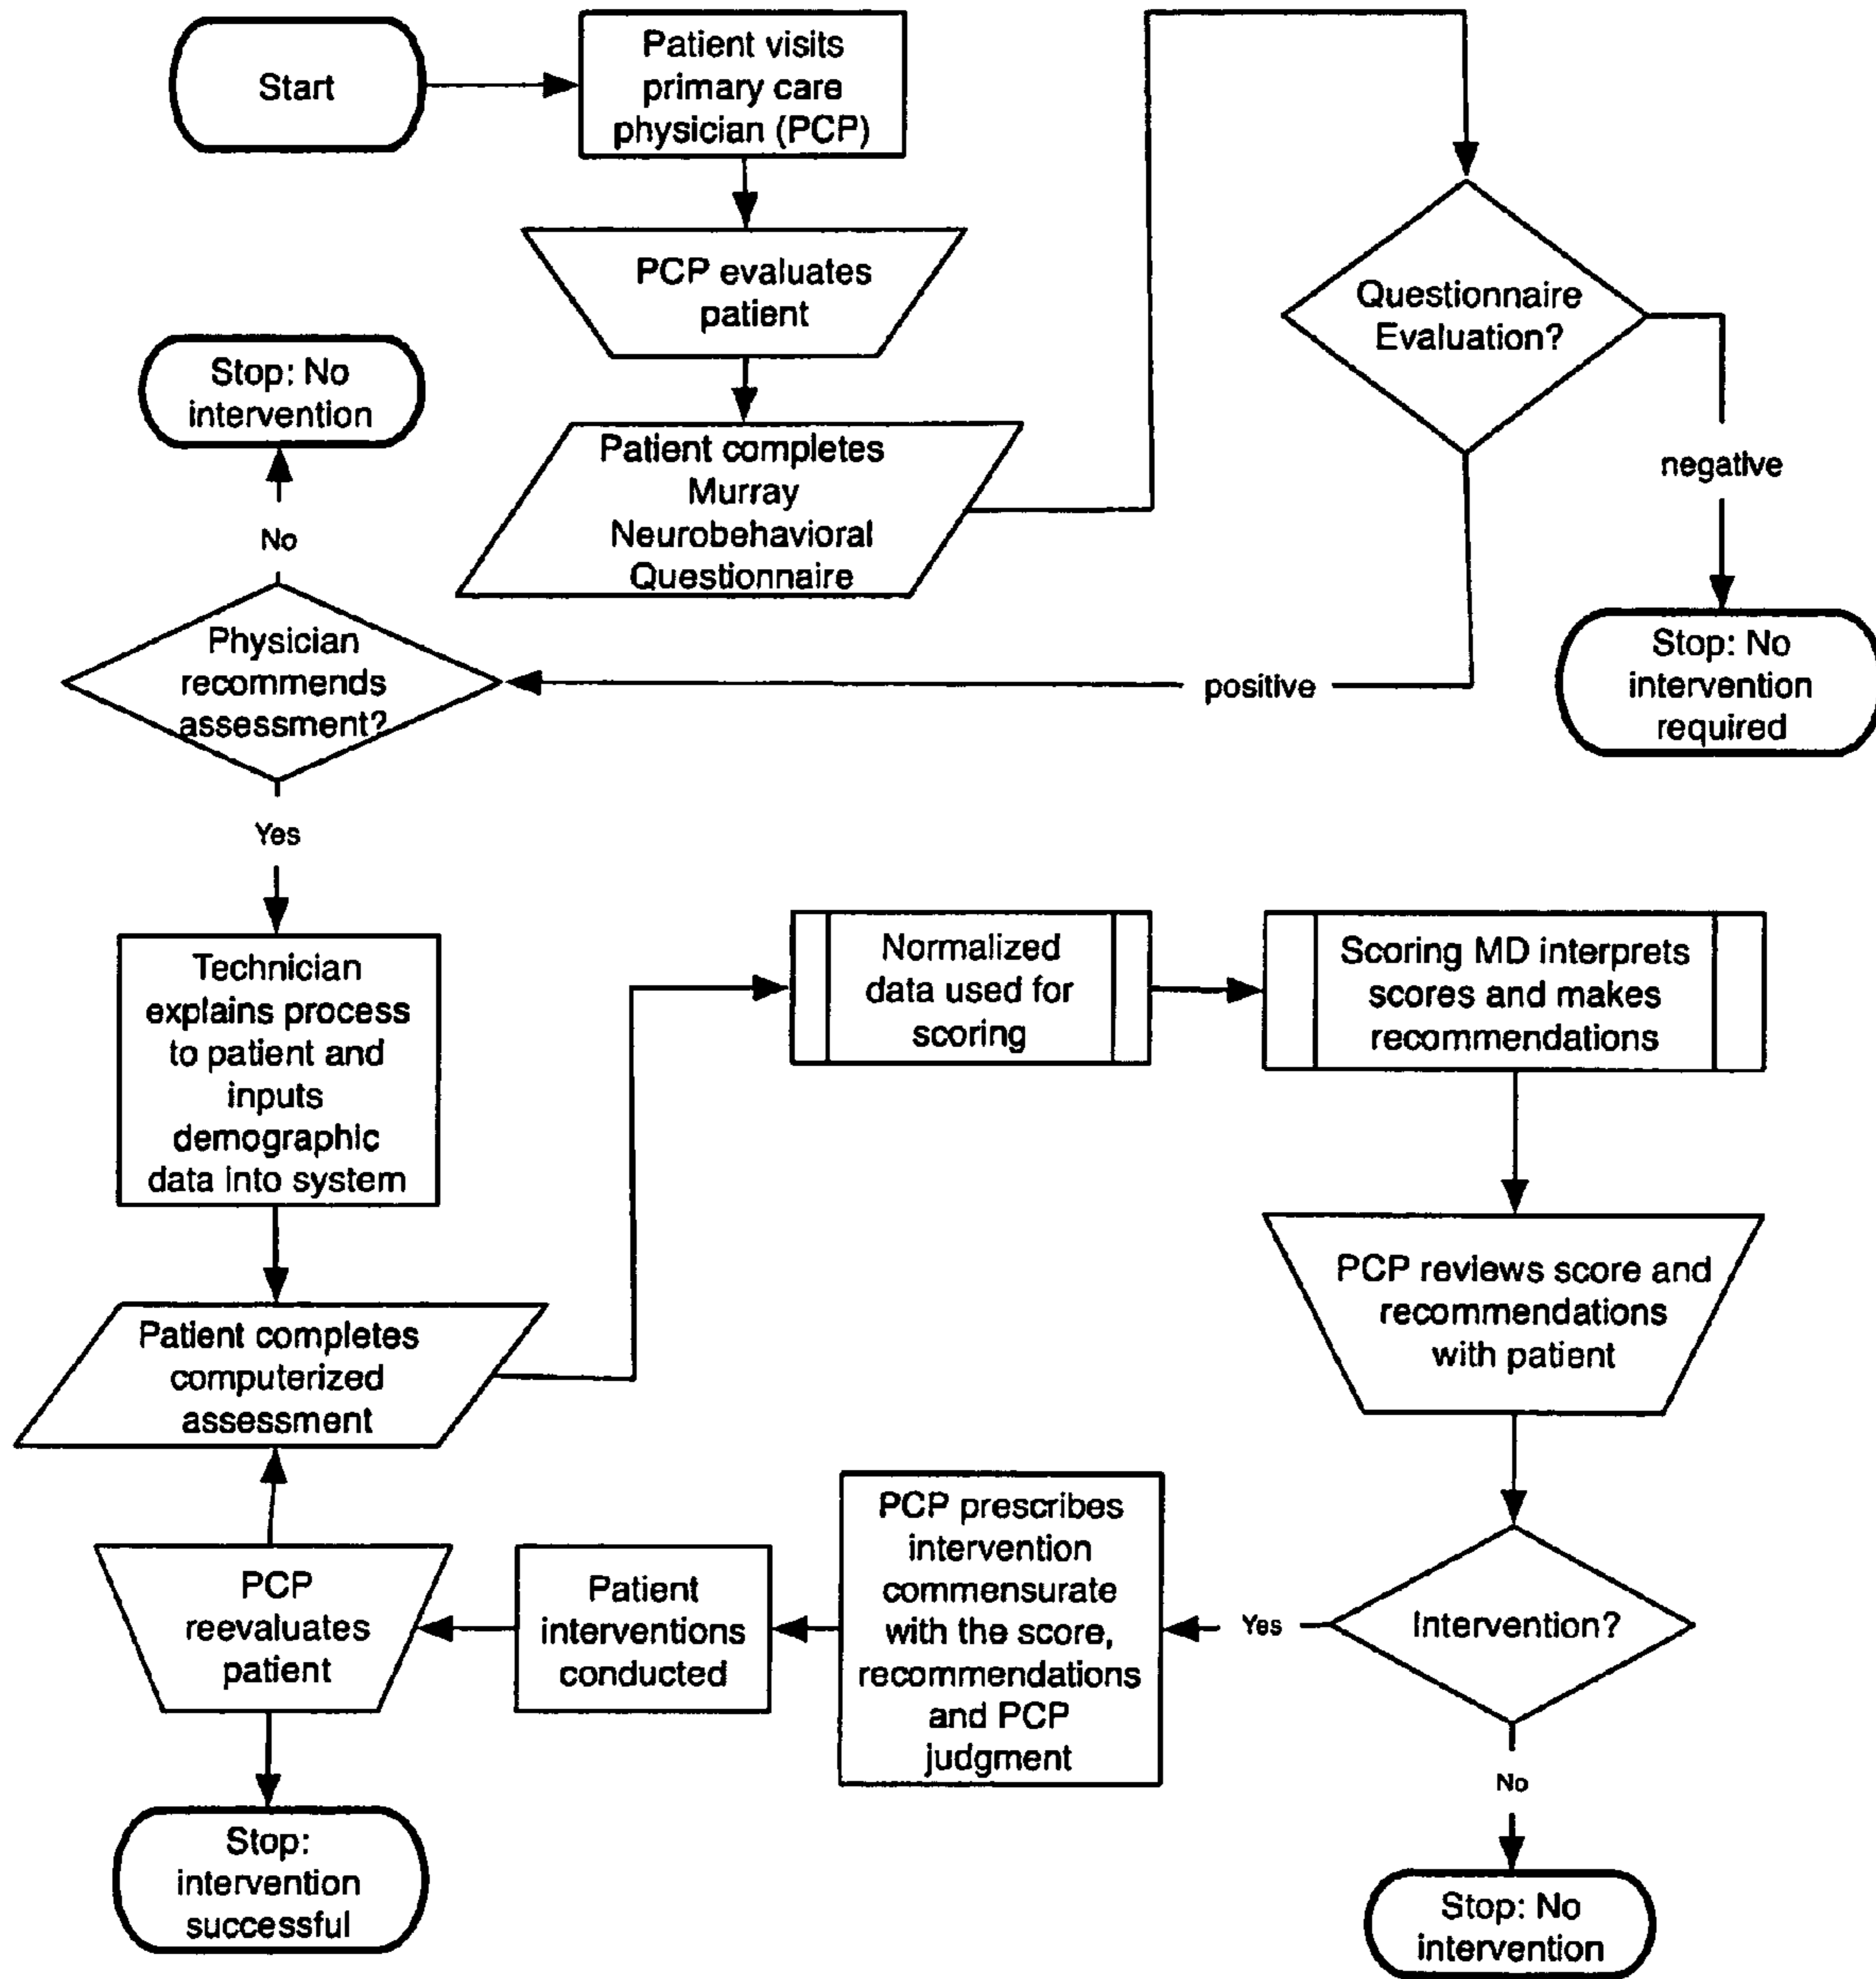 Start
Patient visits
primary care
physician (PCP)
PCP evaluates
patient
Patient completes
Murray
Neurobehavioral
Questionnaire
Questionnaire
Evaluation?
negative
Stop: No
intervention
required
positive
Physician
recommends
assessment?
No
Stop: No
intervention
Yes
Technician
explains process
to patient and
inputs
demographic
data into system
Patient completes
computerized
assessment
Normalized
data used for
scoring
Scoring MD interprets
scores and makes
recommendations
PCP reviews score and
recommendations
with patient
Intervention?
No
Stop: No
intervention
Yes
PCP prescribes
intervention
commensurate
with the score,
recommendations
and PCP
judgment
Patient
interventions
conducted
PCP
reevaluates
patient
Stop:
intervention
successful